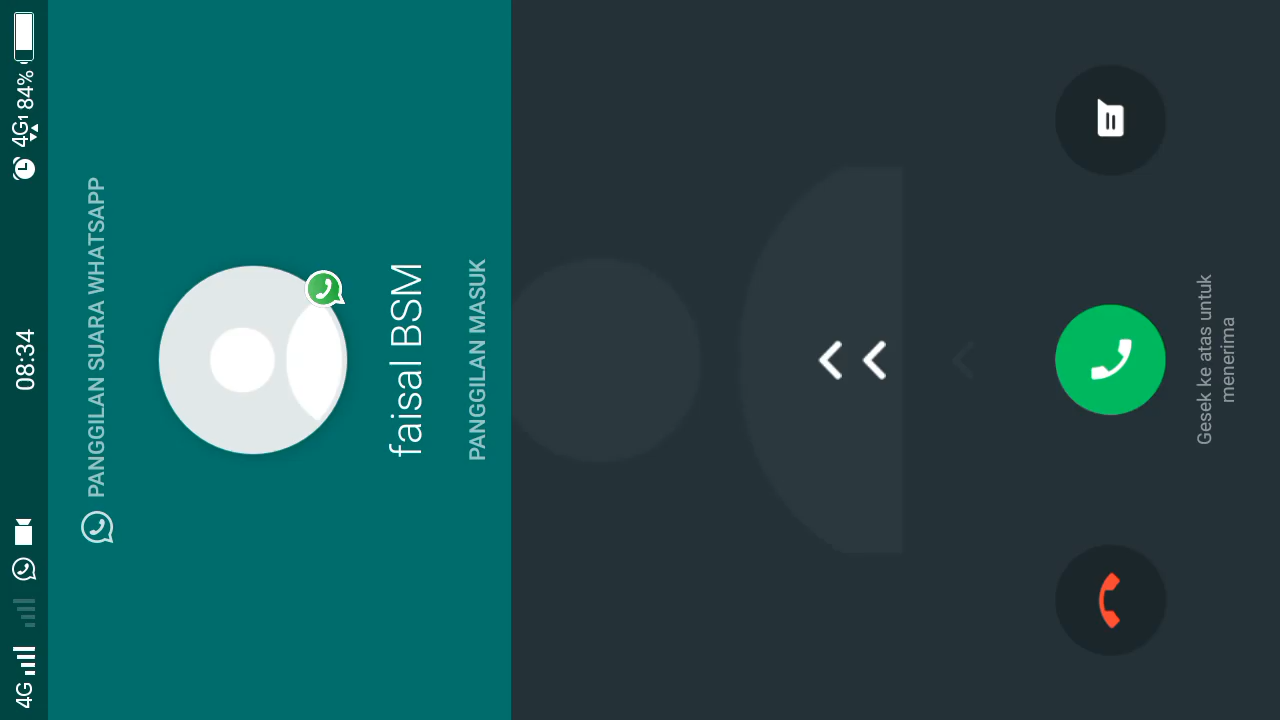 4G 08:34 4G 84%
PANGGILAN SUARA WHATSAPP
faisal BSM
PANGGILAN MASUK
Gesek ke atas untuk
menerima